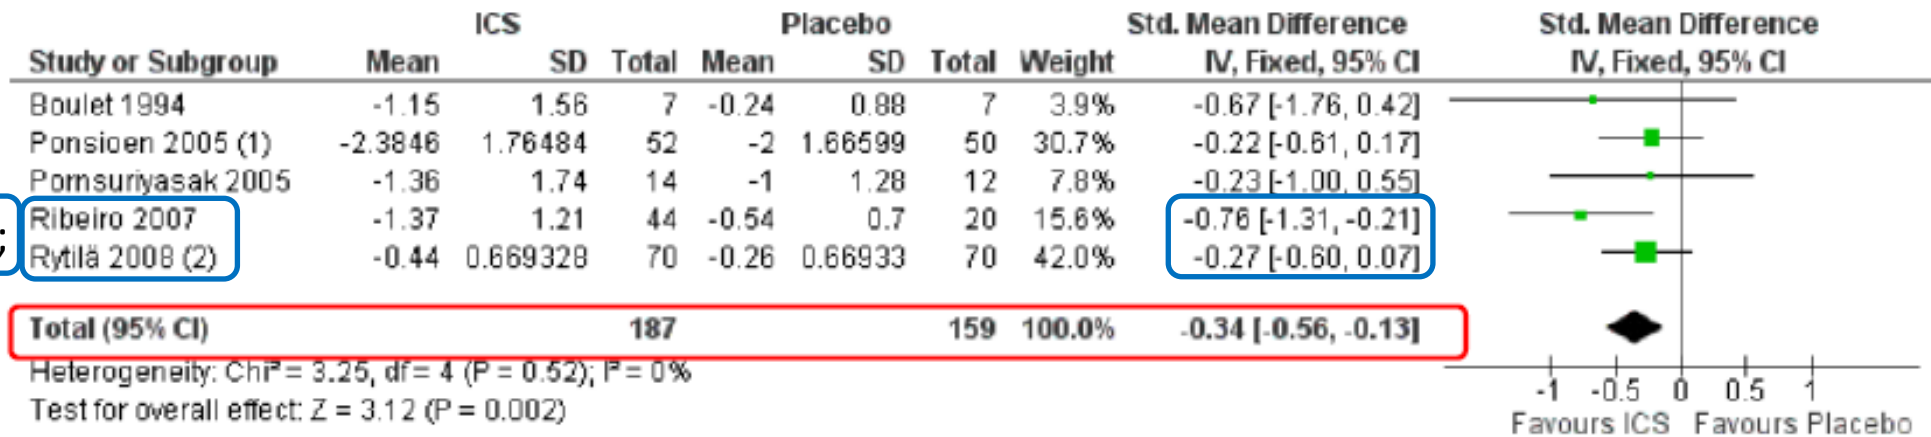 ICS Placebo Std. Mean Difference Std. Mean Difference
Study or Subgroup Mean SD Total Mean SD Total Weight IV, Fixed, 95% CI IV, Fixed, 95% CI
Boulet 1994 -1.15 1.56 7 -0.24 0.88 7 3.9% -0.67 [-1.76, 0.42]
Ponsioen 2005 (1) -2.3846 1.76484 52 -2 1.66599 50 30.7% -0.22 [-0.61, 0.17]
Pornsuriyasak 2005 -1.36 1.74 14 -1 1.28 12 7.8% -0.23 [-1.00, 0.55]
Ribeiro 2007 -1.37 1.21 44 -0.54 0.7 20 15.6% -0.76 [-1.31, -0.21]
; Rytilä 2008 (2) -0.44 0.669328 70 -0.26 0.66933 70 42.0% -0.27 [-0.60, 0.07]
Total (95% CI) 187 159 100.0% -0.34 [-0.56, -0.13]
Heterogeneity: Chi² = 3.25, df = 4 (P = 0.52); I² = 0%
Test for overall effect: Z = 3.12 (P = 0.002)
-1 -0.5 0 0.5 1
Favours ICS Favours Placebo